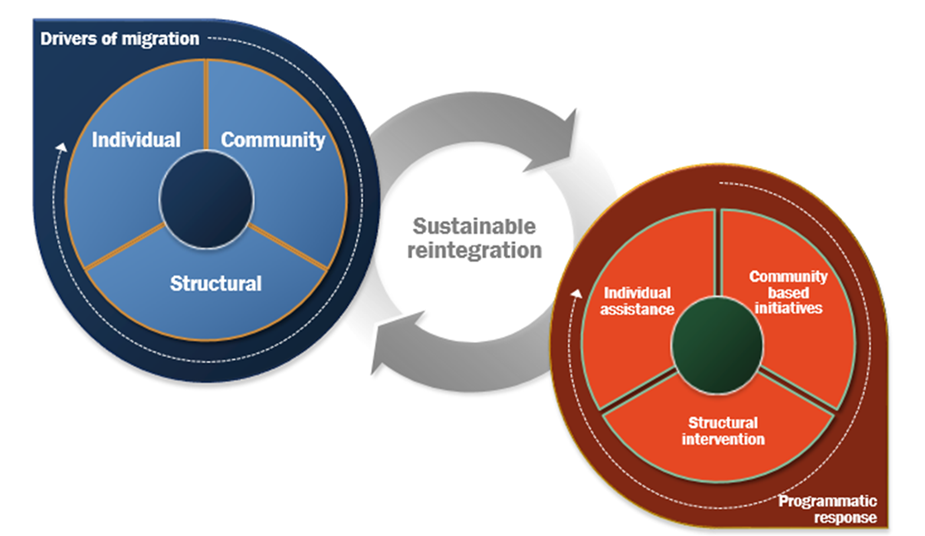 Drivers of migration
Individual
Community
Structural
Sustainable
reintegration
Individual
assistance
Community
based
initiatives
Structural
intervention
Programmatic
response